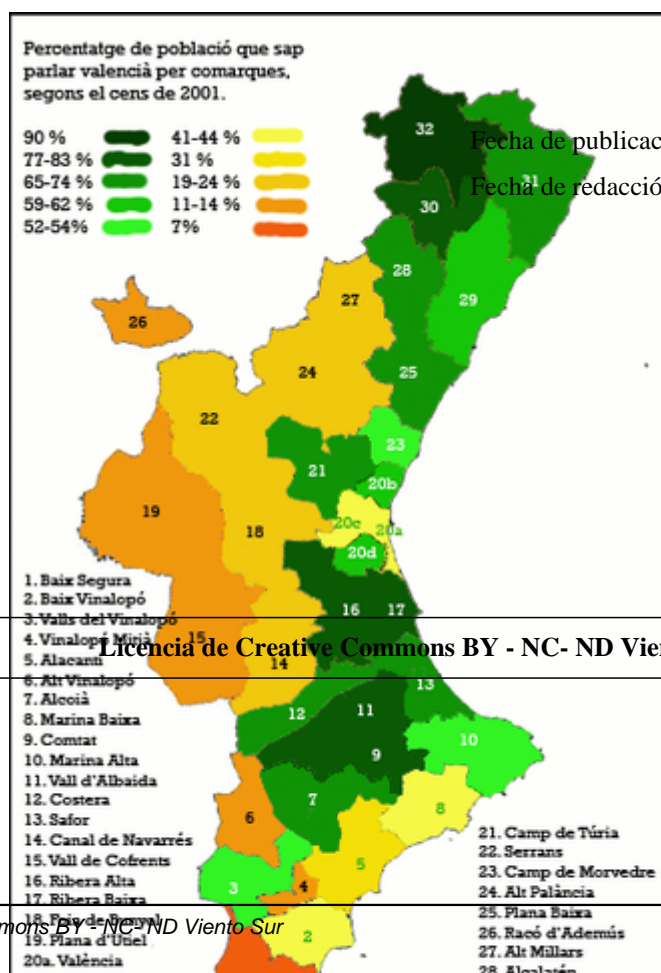 Percentatge de població que sap
parlar valencià per comarques,
segons el cens de 2001.
90 %
77-83 %
65-74 %
59-62 %
52-54%
41-44 %
31 %
19-24 %
11-14 %
7%
Fecha de publicac
Fecha de redacció
32
31
30
28
27
29
26
24
25
22
23
21
20b
19
20c
20a
18
20d
16
17
15
14
13
12
11
10
9
8
7
6
5
4
3
2
1. Baix Segura
2. Baix Vinalopó
3. Valls del Vinalopó
Licencia de Creative Commons BY - NC- ND Vien
4. Vinalopó Mitjà
5. Alacantí
6. Alt Vinalopó
7. Alcoià
8. Marina Baixa
9. Comtat
10. Marina Alta
11. Vall d'Albaida
12. Costera
13. Safor
14. Canal de Navarrés
15. Vall de Cofrents
16. Ribera Alta
17. Ribera Baixa
mons BY - NC- ND Viento Sur
19. Plana d'Utiel
20a. València
21. Camp de Túria
22. Serrans
23. Camp de Morvedre
24. Alt Palància
25. Plana Baixa
26. Racó d'Ademús
27. Alt Millars